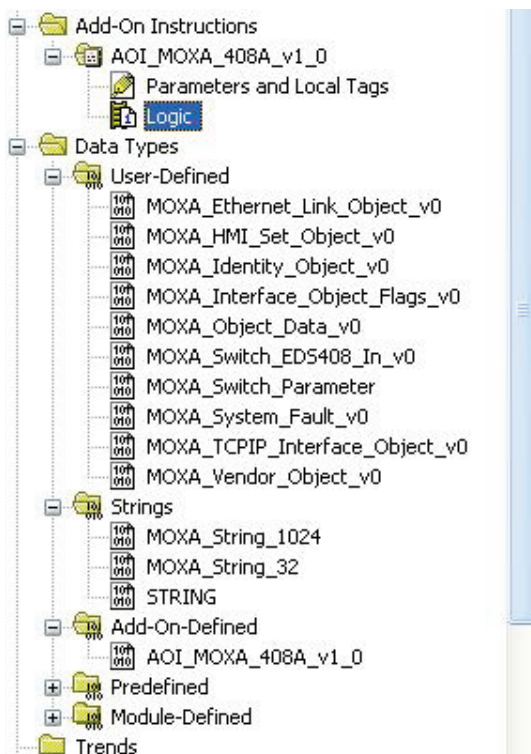 Add-On Instructions
AOI_MOXA_408A_v1_0
Parameters and Local Tags
Logic
Data Types
User-Defined
MOXA_Ethernet_Link_Object_v0
MOXA_HMI_Set_Object_v0
MOXA_Identity_Object_v0
MOXA_Interface_Object_Flags_v0
MOXA_Object_Data_v0
MOXA_Switch_EDS408_In_v0
MOXA_Switch_Parameter
MOXA_System_Fault_v0
MOXA_TCPIP_Interface_Object_v0
MOXA_Vendor_Object_v0
Strings
MOXA_String_1024
MOXA_String_32
STRING
Add-On-Defined
AOI_MOXA_408A_v1_0
Predefined
Module-Defined
Trends